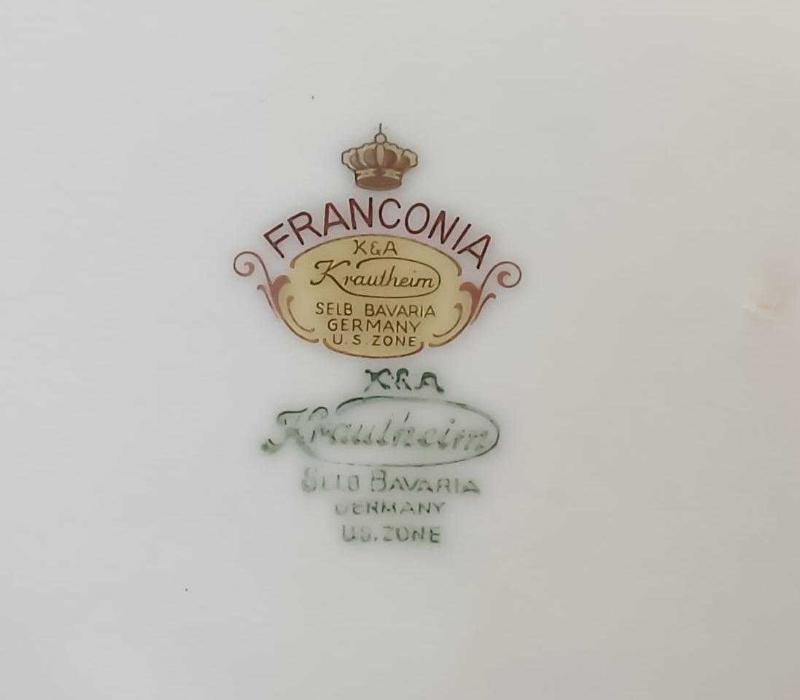 FRANCONIA
K&A
Krautheim
SELB BAVARIA
GERMANY
U.S. ZONE
K&A
Krautheim
SELB BAVARIA
GERMANY
U.S. ZONE